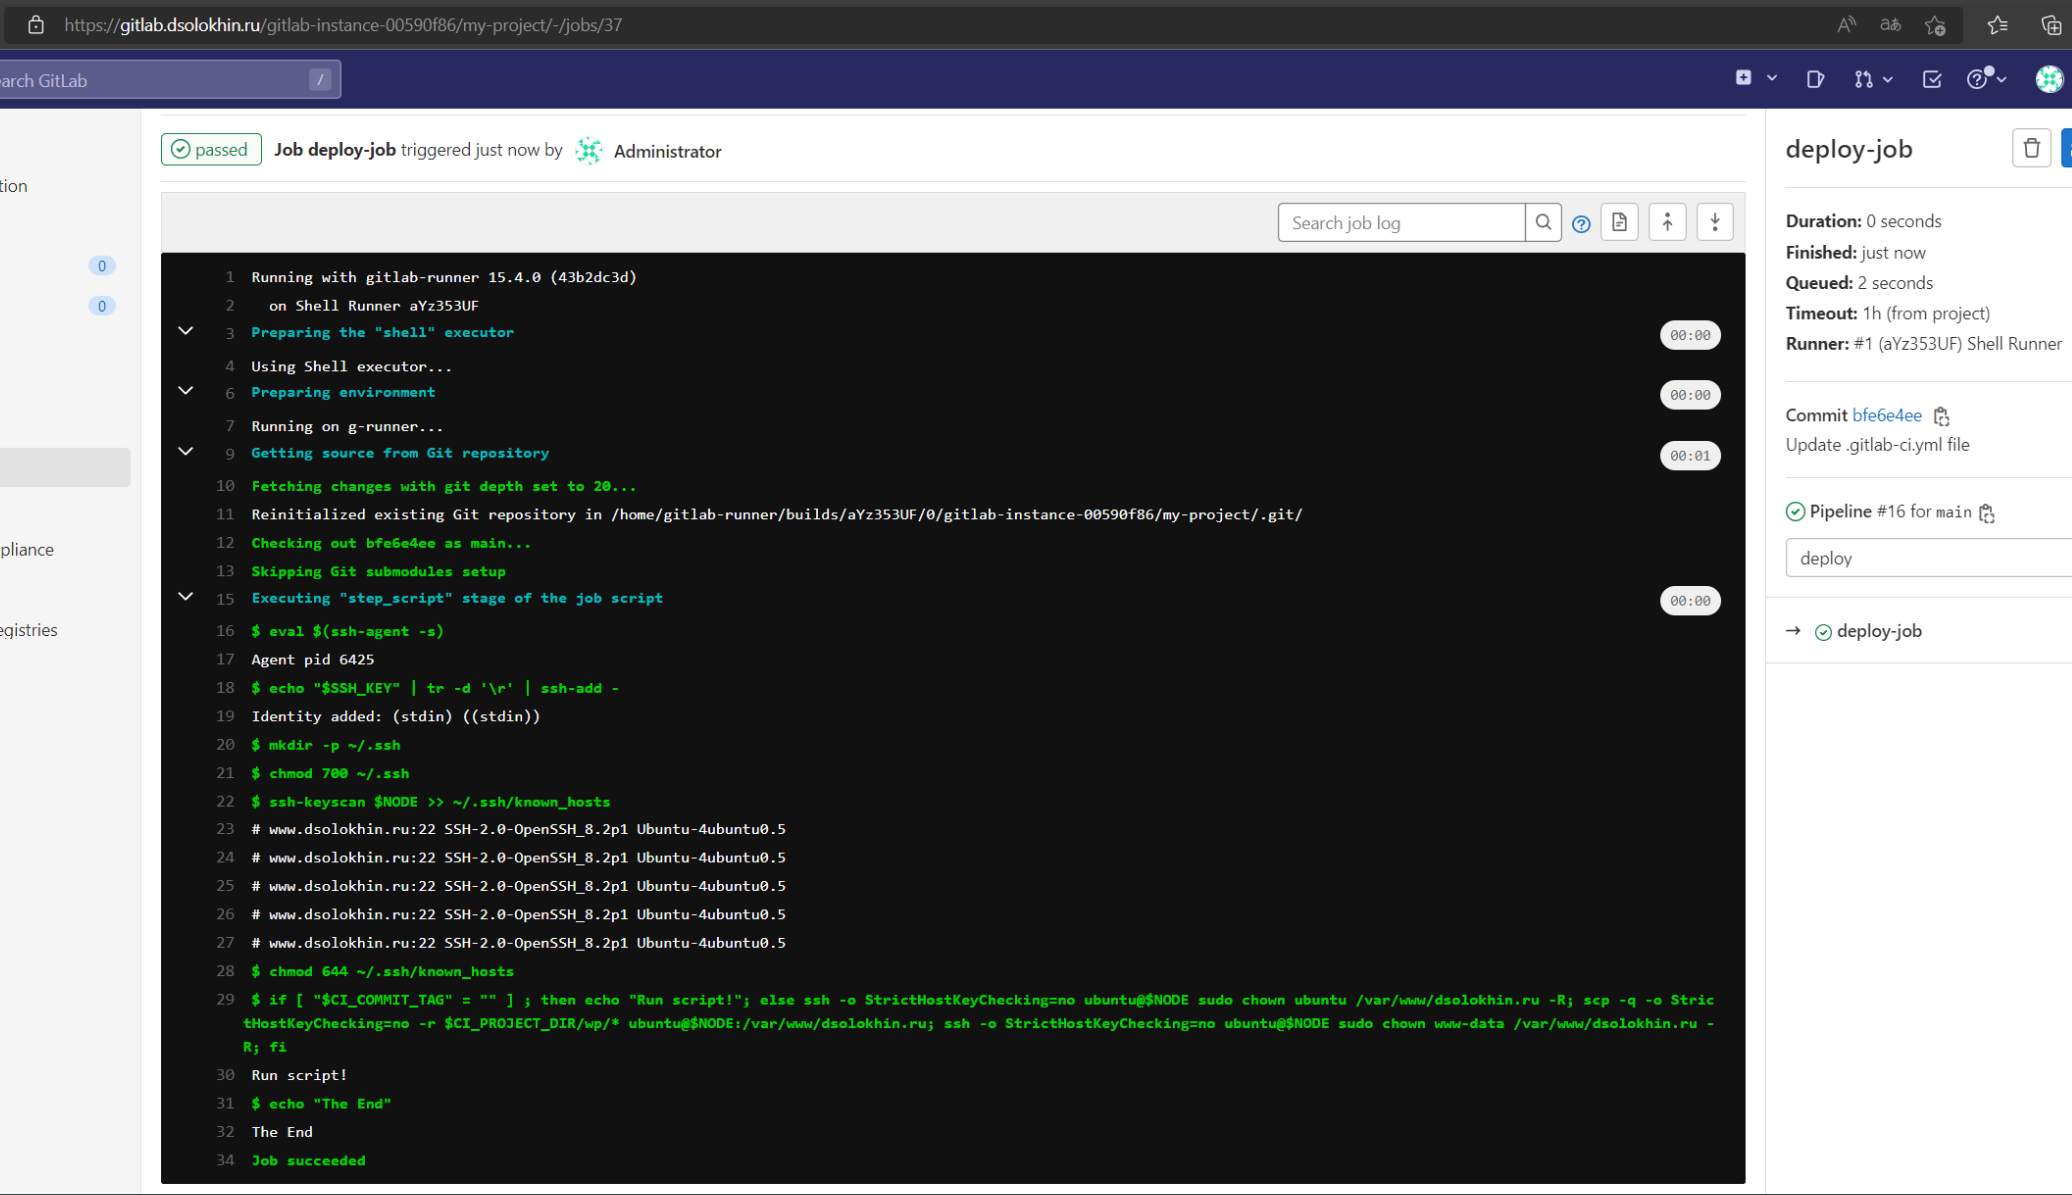 https://gitlab.dsolokhin.ru/gitlab-instance-00590f86/my-project/-/jobs/37
earch GitLab /
passed Job deploy-job triggered just now by Administrator
tion
0
0
pliance
egistries
Search job log
1 Running with gitlab-runner 15.4.0 (43b2dc3d)
2 on Shell Runner aYz353UF
3 Preparing the "shell" executor 00:00
4 Using Shell executor...
6 Preparing environment 00:00
7 Running on g-runner...
9 Getting source from Git repository 00:01
10 Fetching changes with git depth set to 20...
11 Reinitialized existing Git repository in /home/gitlab-runner/builds/aYz353UF/0/gitlab-instance-00590f86/my-project/.git/
12 Checking out bfe6e4ee as main...
13 Skipping Git submodules setup
15 Executing "step_script" stage of the job script 00:00
16 $ eval $(ssh-agent -s)
17 Agent pid 6425
18 $ echo "$SSH_KEY" | tr -d '\r' | ssh-add -
19 Identity added: (stdin) ((stdin))
20 $ mkdir -p ~/.ssh
21 $ chmod 700 ~/.ssh
22 $ ssh-keyscan $NODE >> ~/.ssh/known_hosts
23 # www.dsolokhin.ru:22 SSH-2.0-OpenSSH_8.2p1 Ubuntu-4ubuntu0.5
24 # www.dsolokhin.ru:22 SSH-2.0-OpenSSH_8.2p1 Ubuntu-4ubuntu0.5
25 # www.dsolokhin.ru:22 SSH-2.0-OpenSSH_8.2p1 Ubuntu-4ubuntu0.5
26 # www.dsolokhin.ru:22 SSH-2.0-OpenSSH_8.2p1 Ubuntu-4ubuntu0.5
27 # www.dsolokhin.ru:22 SSH-2.0-OpenSSH_8.2p1 Ubuntu-4ubuntu0.5
28 $ chmod 644 ~/.ssh/known_hosts
29 $ if [ "$CI_COMMIT_TAG" = "" ] ; then echo "Run script!"; else ssh -o StrictHostKeyChecking=no ubuntu@$NODE sudo chown ubuntu /var/www/dsolokhin.ru -R; scp -q -o Stric
tHostKeyChecking=no -r $CI_PROJECT_DIR/wp/* ubuntu@$NODE:/var/www/dsolokhin.ru; ssh -o StrictHostKeyChecking=no ubuntu@$NODE sudo chown www-data /var/www/dsolokhin.ru -
R; fi
30 Run script!
31 $ echo "The End"
32 The End
34 Job succeeded
deploy-job
Duration: 0 seconds
Finished: just now
Queued: 2 seconds
Timeout: 1h (from project)
Runner: #1 (aYz353UF) Shell Runner
Commit bfe6e4ee
Update .gitlab-ci.yml file
Pipeline #16 for main
deploy
→ deploy-job